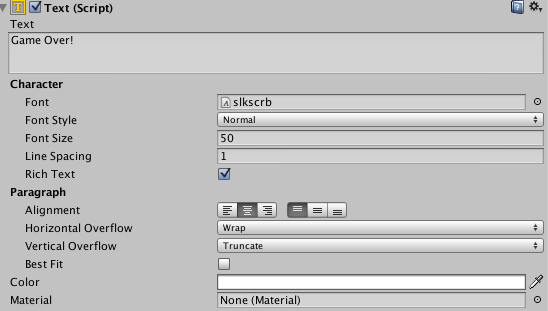 Text (Script)
Text
Game Over!
Character
Font slkscrb
Font Style Normal
Font Size 50
Line Spacing 1
Rich Text
Paragraph
Alignment
Horizontal Overflow Wrap
Vertical Overflow Truncate
Best Fit
Color
Material None (Material)